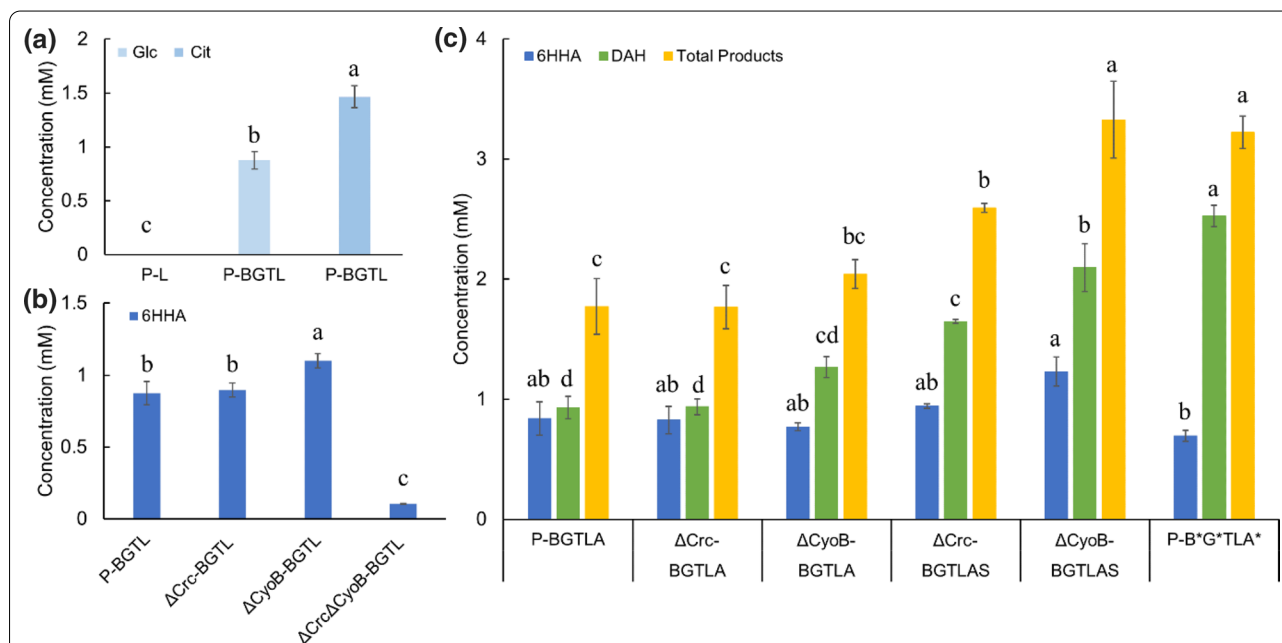 (a)
Glc Cit
Concentration (mM)
2
1.5
1
0.5
0
c
b
a
P-L P-BGTL P-BGTL
(b)
6HHA
Concentration (mM)
1.5
1
0.5
0
b
b
a
c
P-BGTL
ΔCrc-BGTL
ΔCyoB-BGTL
ΔCrcΔCyoB-BGTL
(c)
6HHA DAH Total Products
Concentration (mM)
4
3
2
1
0
ab d c
ab d c
ab cd bc
ab c b
a b a
b a a
P-BGTLA
ΔCrc-
BGTLA
ΔCyoB-
BGTLA
ΔCrc-
BGTLAS
ΔCyoB-
BGTLAS
P-B*G*TLA*